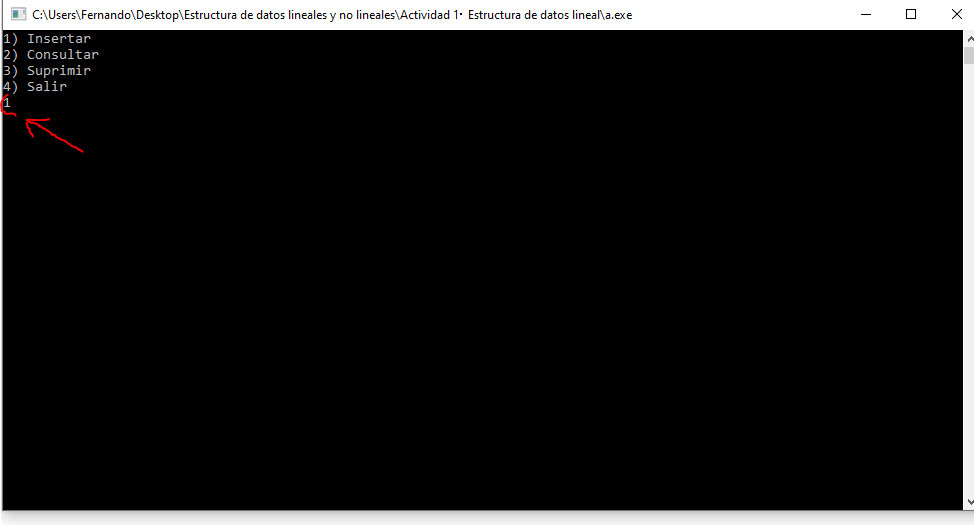 C:\Users\Fernando\Desktop\Estructura de datos lineales y no lineales\Actividad 1· Estructura de datos lineal\a.exe
1) Insertar
2) Consultar
3) Suprimir
4) Salir
1